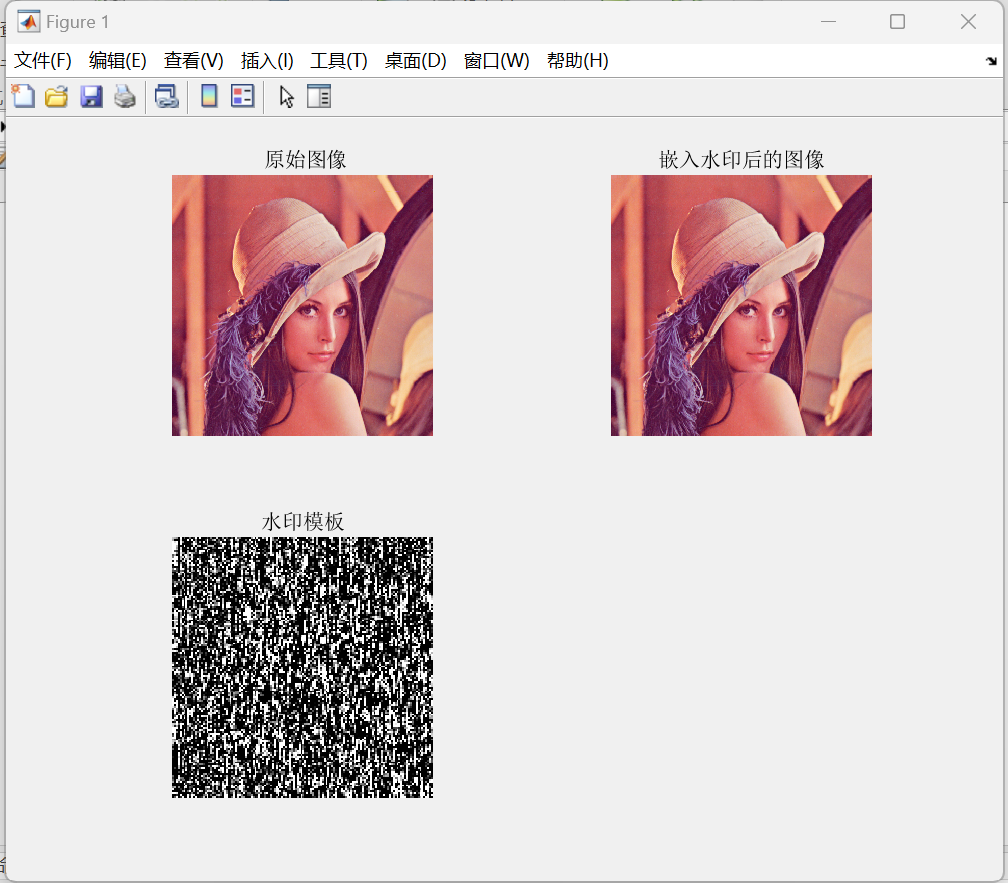 Figure 1
文件(F) 编辑(E) 查看(V) 插入(I) 工具(T) 桌面(D) 窗口(W) 帮助(H)
原始图像
嵌入水印后的图像
水印模板